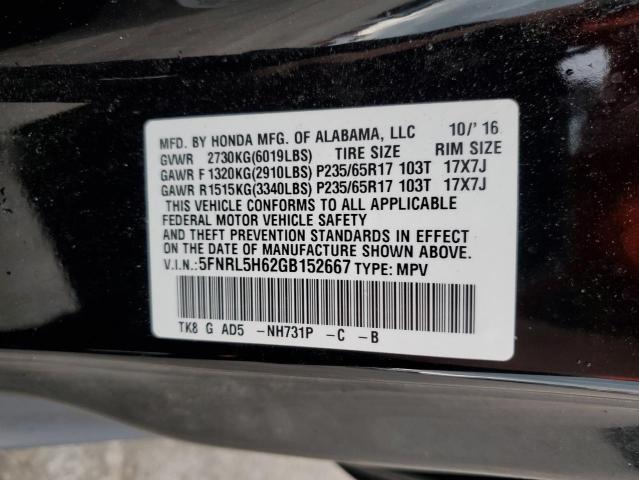 MFD. BY HONDA MFG. OF ALABAMA, LLC 10/'16
GVWR 2730KG(6019LBS) TIRE SIZE RIM SIZE
GAWR F1320KG(2910LBS) P235/65R17 103T 17X7J
GAWR R1515KG(3340LBS) P235/65R17 103T 17X7J
THIS VEHICLE CONFORMS TO ALL APPLICABLE
FEDERAL MOTOR VEHICLE SAFETY
AND THEFT PREVENTION STANDARDS IN EFFECT
ON THE DATE OF MANUFACTURE SHOWN ABOVE.
V.I.N.:5FNRL5H62GB152667 TYPE: MPV
TK8 G AD5 -NH731P -C -B